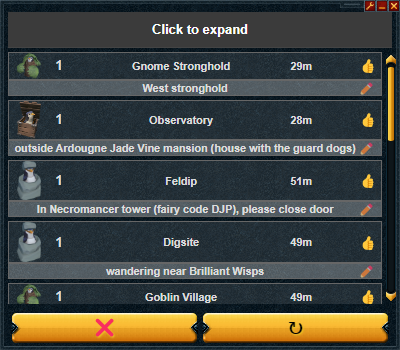 Click to expand
1 Gnome Stronghold 29m
West stronghold
1 Observatory 28m
outside Ardougne Jade Vine mansion (house with the guard dogs)
1 Feldip 51m
In Necromancer tower (fairy code DJP), please close door
1 Digsite 49m
wandering near Brilliant Wisps
1 Goblin Village 49m